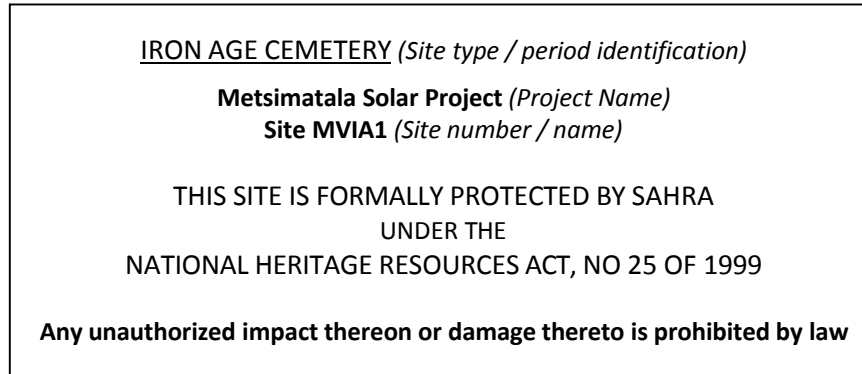 IRON AGE CEMETERY (Site type / period identification)
Metsimatala Solar Project (Project Name)
Site MVIA1 (Site number / name)
THIS SITE IS FORMALLY PROTECTED BY SAHRA
UNDER THE
NATIONAL HERITAGE RESOURCES ACT, NO 25 OF 1999
Any unauthorized impact thereon or damage thereto is prohibited by law